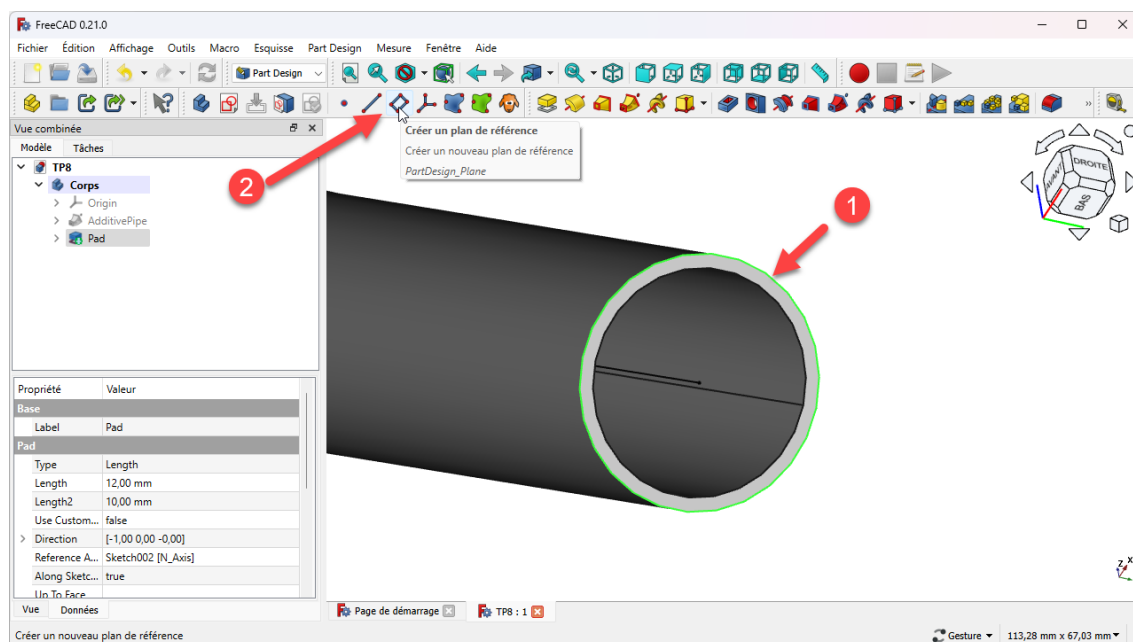 FreeCAD 0.21.0
Fichier Édition Affichage Outils Macro Esquisse Part Design Mesure Fenêtre Aide
Part Design
Vue combinée
Créer un plan de référence
Créer un nouveau plan de référence
PartDesign_Plane
Modèle Tâches
TP8
Corps
Origin
AdditivePipe
Pad
2
1
AVANT
DROITE
BAS
Propriété Valeur
Base
Label Pad
Pad
Type Length
Length 12,00 mm
Length2 10,00 mm
Use Custom... false
Direction [-1,00 0,00 -0,00]
Reference A... Sketch002 [N_Axis]
Along Sketc... true
Up To Face
Vue Données
Page de démarrage
TP8 : 1
Z X
Créer un nouveau plan de référence
Gesture
113,28 mm x 67,03 mm